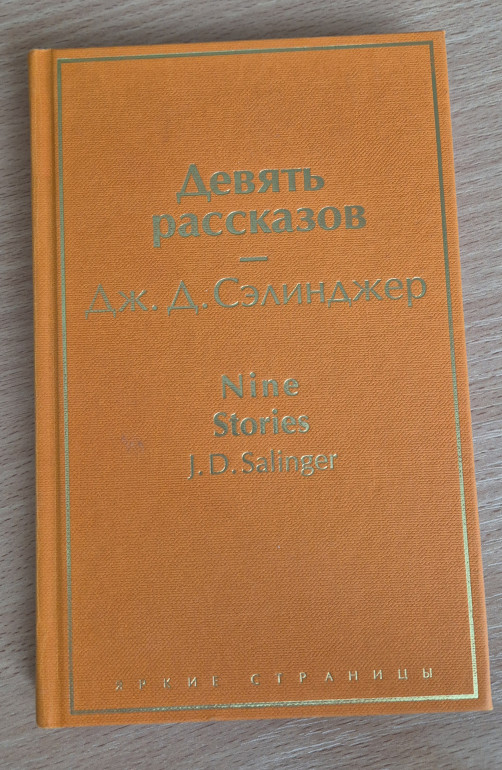 Девять
рассказов
—
Дж. Д. Сэлинджер
Nine
Stories
J. D. Salinger
ЯРКИЕ СТРАНИЦЫ